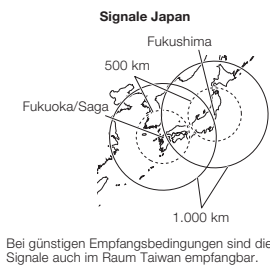 Signale Japan
Fukushima
500 km
Fukuoka/Saga
1.000 km
Bei günstigen Empfangsbedingungen sind die
Signale auch im Raum Taiwan empfangbar.